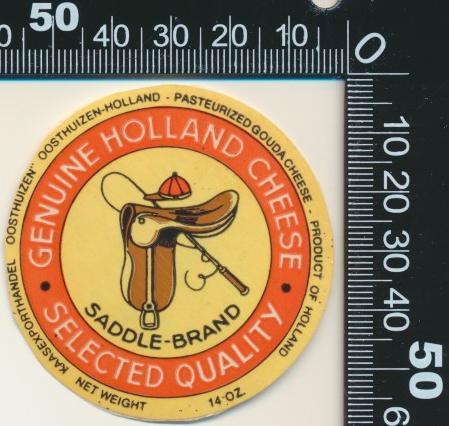 50 40 30 20 10 0
10 20 30 40 50 6
KAASEXPORTHANDEL "OOSTHUIZEN" OOSTHUIZEN-HOLLAND - PASTEURIZED GOUDA CHEESE - PRODUCT OF HOLLAND
GENUINE HOLLAND CHEESE
SADDLE-BRAND
• SELECTED QUALITY •
NET WEIGHT 14 OZ.